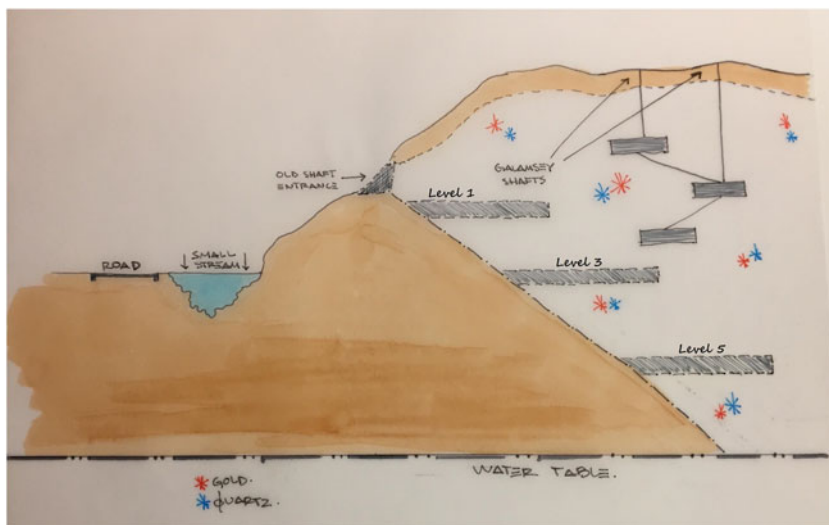 OLD SHAFT
ENTRANCE
GALAMSEY
SHAFTS
Level 1
ROAD
SMALL
STREAM
Level 3
Level 5
WATER TABLE.
GOLD.
QUARTZ.